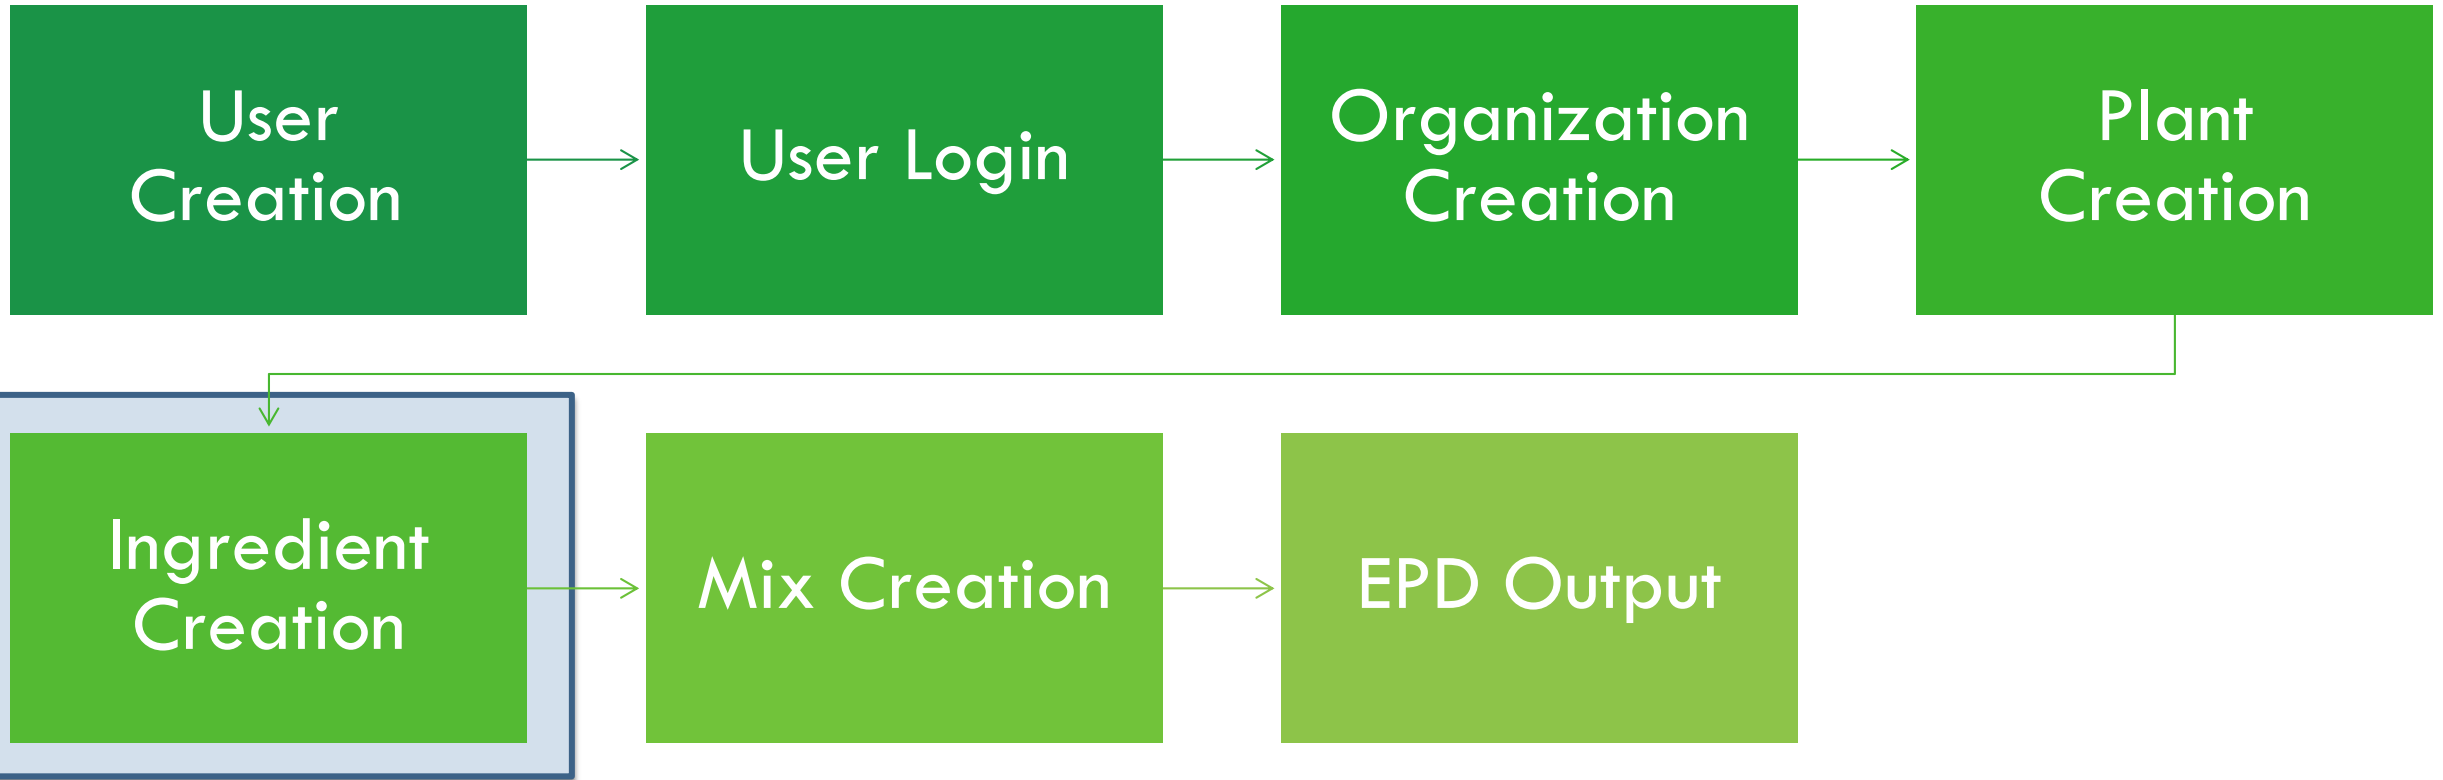 User
Creation
User Login
Organization
Creation
Plant
Creation
Ingredient
Creation
Mix Creation
EPD Output